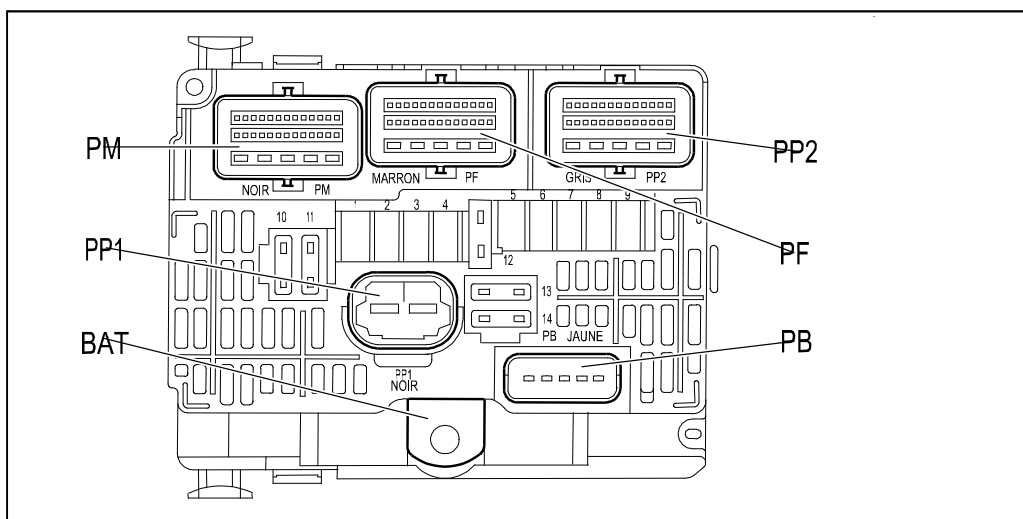 PM
PP2
NOIR PM
MARRON PF
GRIS PP2
10 11
1 2 3 4
5 6 7 8 9
12
PP1
PF
13
14
PB JAUNE
BAT
PB
PP1
NOIR